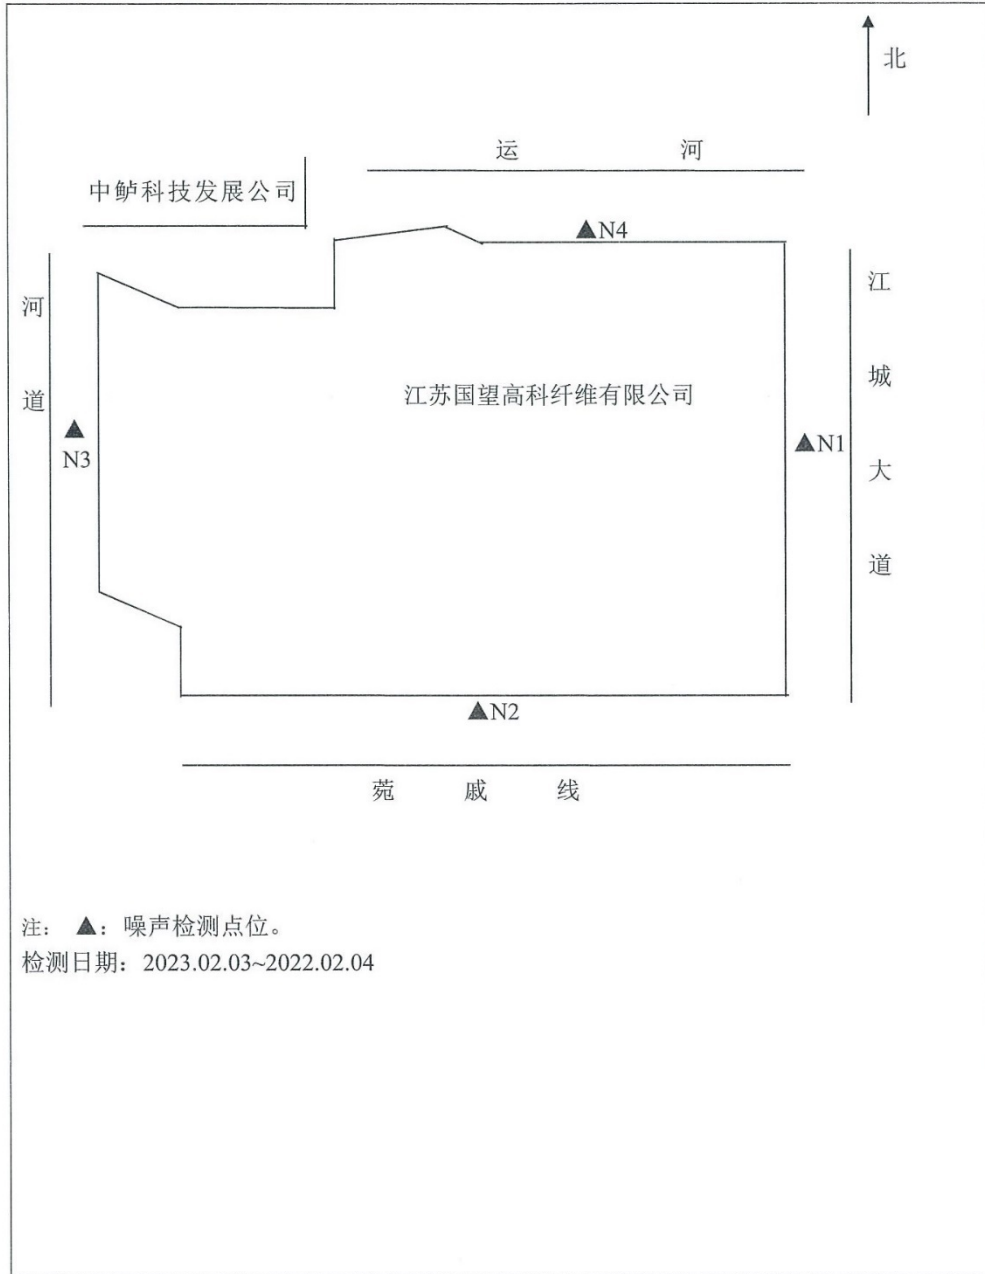 北
运河
中鲈科技发展公司
▲N4
河道
江城大道
江苏国望高科纤维有限公司
▲N1
▲
N3
▲N2
菀戚线
注： ▲：噪声检测点位。
检测日期：2023.02.03~2022.02.04